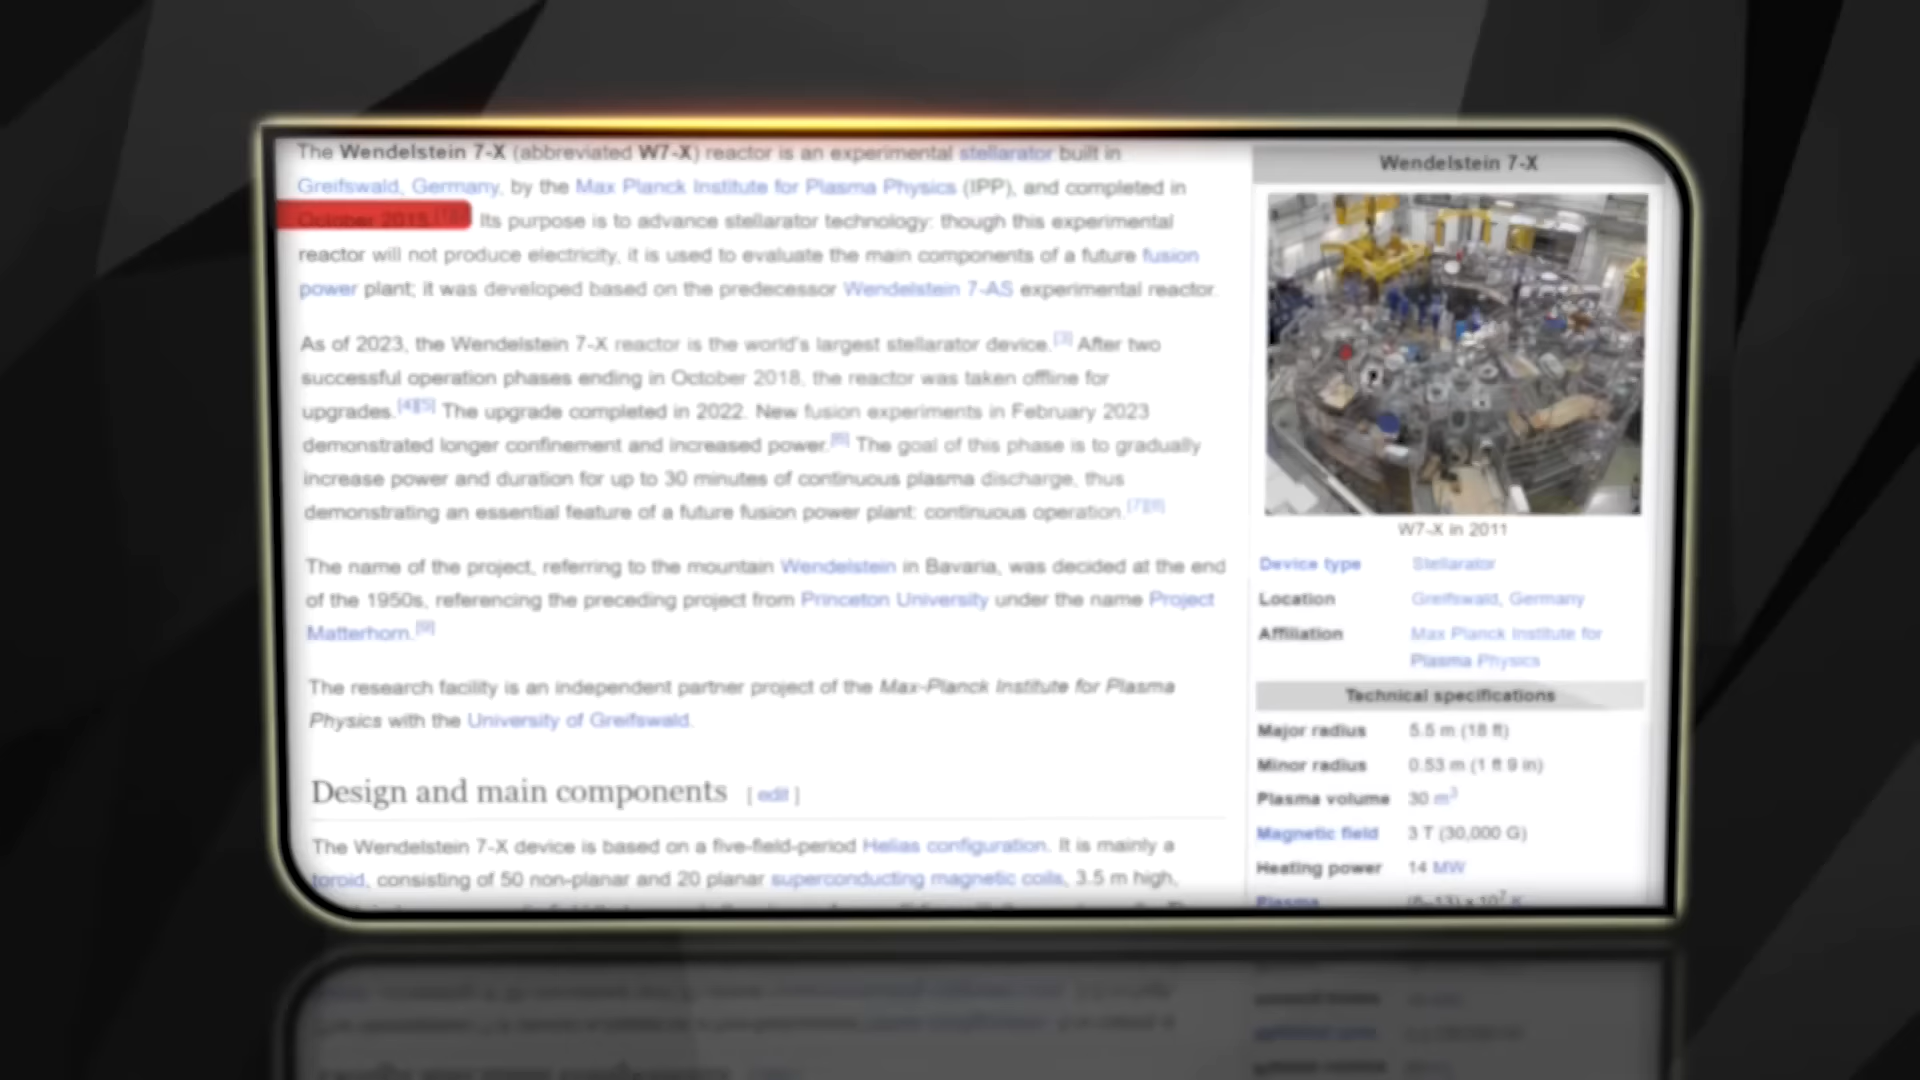 The Wendelstein 7-X (abbreviated W7-X) reactor is an experimental stellarator built in
Greifswald, Germany, by the Max Planck Institute for Plasma Physics (IPP), and completed in
October 2015. Its purpose is to advance stellarator technology: though this experimental
reactor will not produce electricity, it is used to evaluate the main components of a future fusion
power plant; it was developed based on the predecessor Wendelstein 7-AS experimental reactor.
As of 2023, the Wendelstein 7-X reactor is the world's largest stellarator device.[3] After two
successful operation phases ending in October 2018, the reactor was taken offline for
upgrades.[4][5] The upgrade completed in 2022. New fusion experiments in February 2023
demonstrated longer confinement and increased power.[6] The goal of this phase is to gradually
increase power and duration for up to 30 minutes of continuous plasma discharge, thus
demonstrating an essential feature of a future fusion power plant: continuous operation.[7][8]
The name of the project, referring to the mountain Wendelstein in Bavaria, was decided at the end
of the 1950s, referencing the preceding project from Princeton University under the name Project
Matterhorn.[9]
The research facility is an independent partner project of the Max-Planck Institute for Plasma
Physics with the University of Greifswald.
Design and main components [ edit ]
The Wendelstein 7-X device is based on a five-field-period Helias configuration. It is mainly a
toroid, consisting of 50 non-planar and 20 planar superconducting magnetic coils, 3.5 m high,
Wendelstein 7-X
W7-X in 2011
Device type Stellarator
Location Greifswald, Germany
Affiliation Max Planck Institute for
Plasma Physics
Technical specifications
Major radius 5.5 m (18 ft)
Minor radius 0.53 m (1 ft 9 in)
Plasma volume 30 m³
Magnetic field 3 T (30,000 G)
Heating power 14 MW
Plasma (6–13) x 10⁷ K